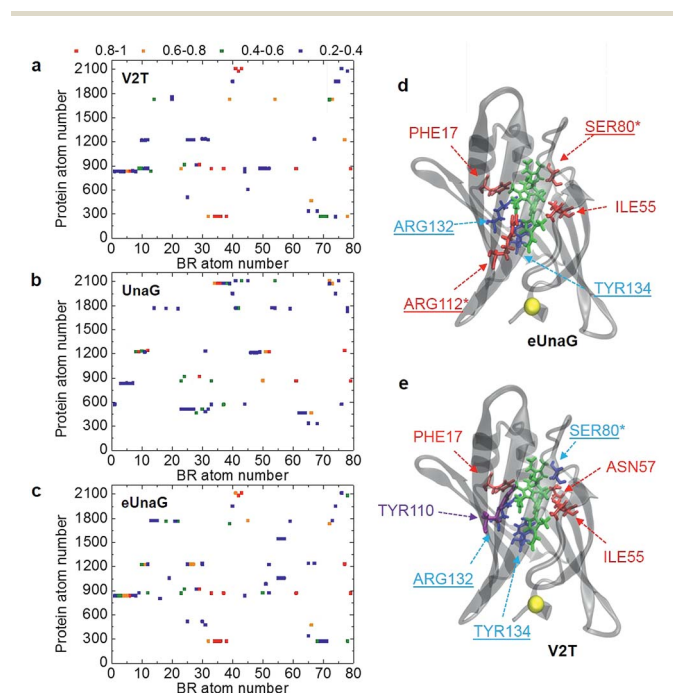 0.8-1 0.6-0.8 0.4-0.6 0.2-0.4
a
V2T
2100
1800
1500
1200
900
600
300
0 10 20 30 40 50 60 70 80
Protein atom number
BR atom number
b
UnaG
2100
1800
1500
1200
900
600
300
0 10 20 30 40 50 60 70 80
Protein atom number
BR atom number
c
eUnaG
2100
1800
1500
1200
900
600
300
0 10 20 30 40 50 60 70 80
Protein atom number
BR atom number
d
SER80*
PHE17
ILE55
ARG132
TYR134
ARG112*
eUnaG
e
SER80*
PHE17
ASN57
TYR110
ILE55
ARG132
TYR134
V2T